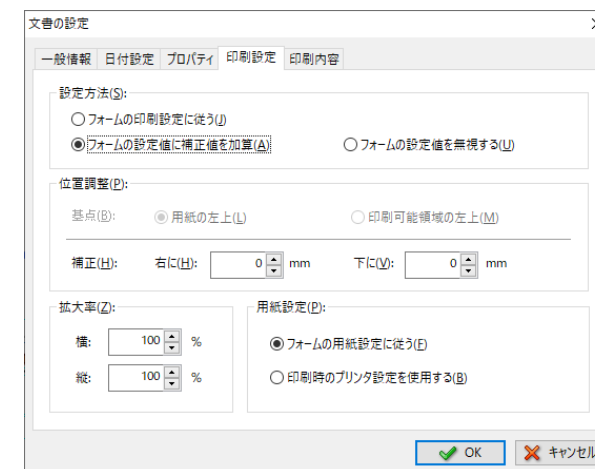 文書の設定
一般情報 日付設定 プロパティ 印刷設定 印刷内容
設定方法(S):
フォームの印刷設定に従う(J)
フォームの設定値に補正値を加算(A) フォームの設定値を無視する(U)
位置調整(P):
基点(B): 用紙の左上(L) 印刷可能領域の左上(M)
補正(H): 右に(H): 0 mm 下に(V): 0 mm
拡大率(Z): 用紙設定(P):
横: 100 % フォームの用紙設定に従う(F)
縦: 100 % 印刷時のプリンタ設定を使用する(B)
OK キャンセル